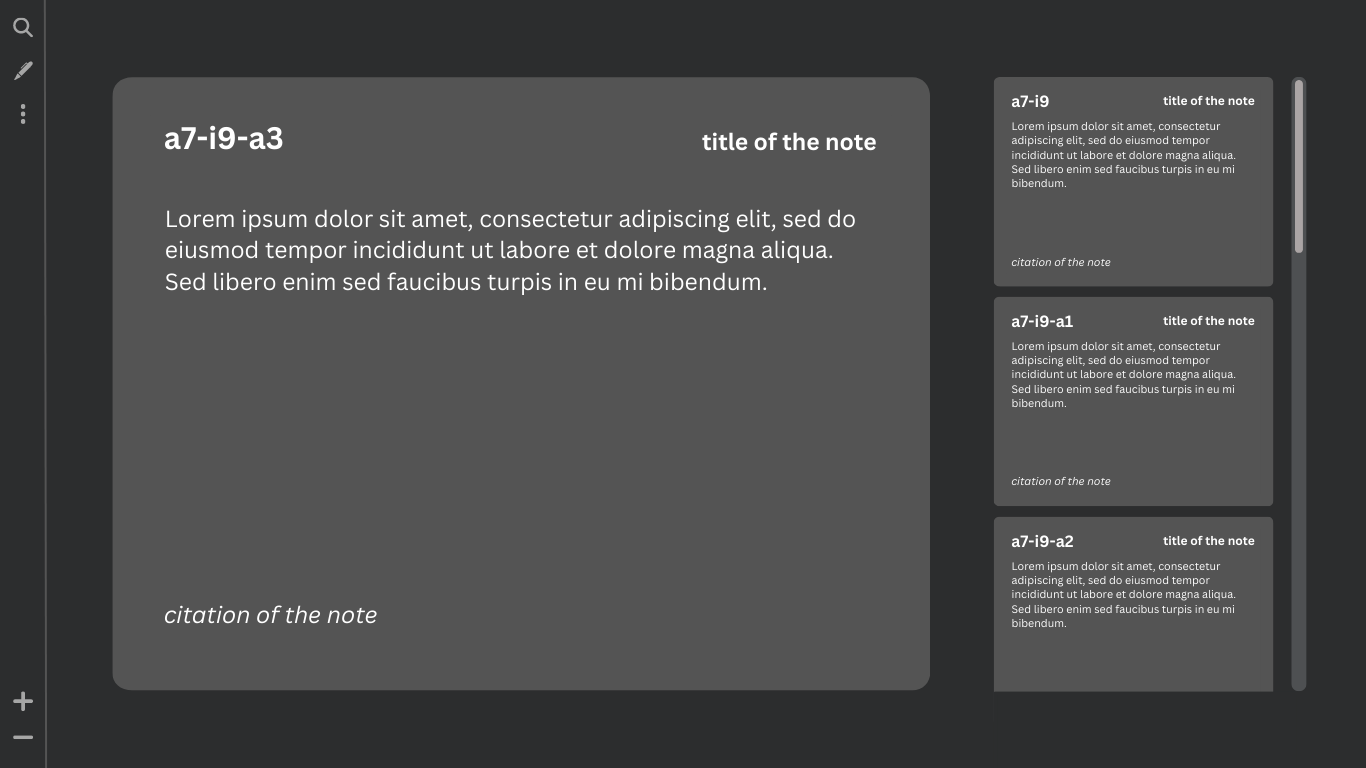 a7-i9-a3
title of the note
Lorem ipsum dolor sit amet, consectetur adipiscing elit, sed do
eiusmod tempor incididunt ut labore et dolore magna aliqua.
Sed libero enim sed faucibus turpis in eu mi bibendum.
citation of the note
a7-i9
title of the note
Lorem ipsum dolor sit amet, consectetur
adipiscing elit, sed do eiusmod tempor
incididunt ut labore et dolore magna aliqua.
Sed libero enim sed faucibus turpis in eu mi
bibendum.
citation of the note
a7-i9-a1
title of the note
Lorem ipsum dolor sit amet, consectetur
adipiscing elit, sed do eiusmod tempor
incididunt ut labore et dolore magna aliqua.
Sed libero enim sed faucibus turpis in eu mi
bibendum.
citation of the note
a7-i9-a2
title of the note
Lorem ipsum dolor sit amet, consectetur
adipiscing elit, sed do eiusmod tempor
incididunt ut labore et dolore magna aliqua.
Sed libero enim sed faucibus turpis in eu mi
bibendum.